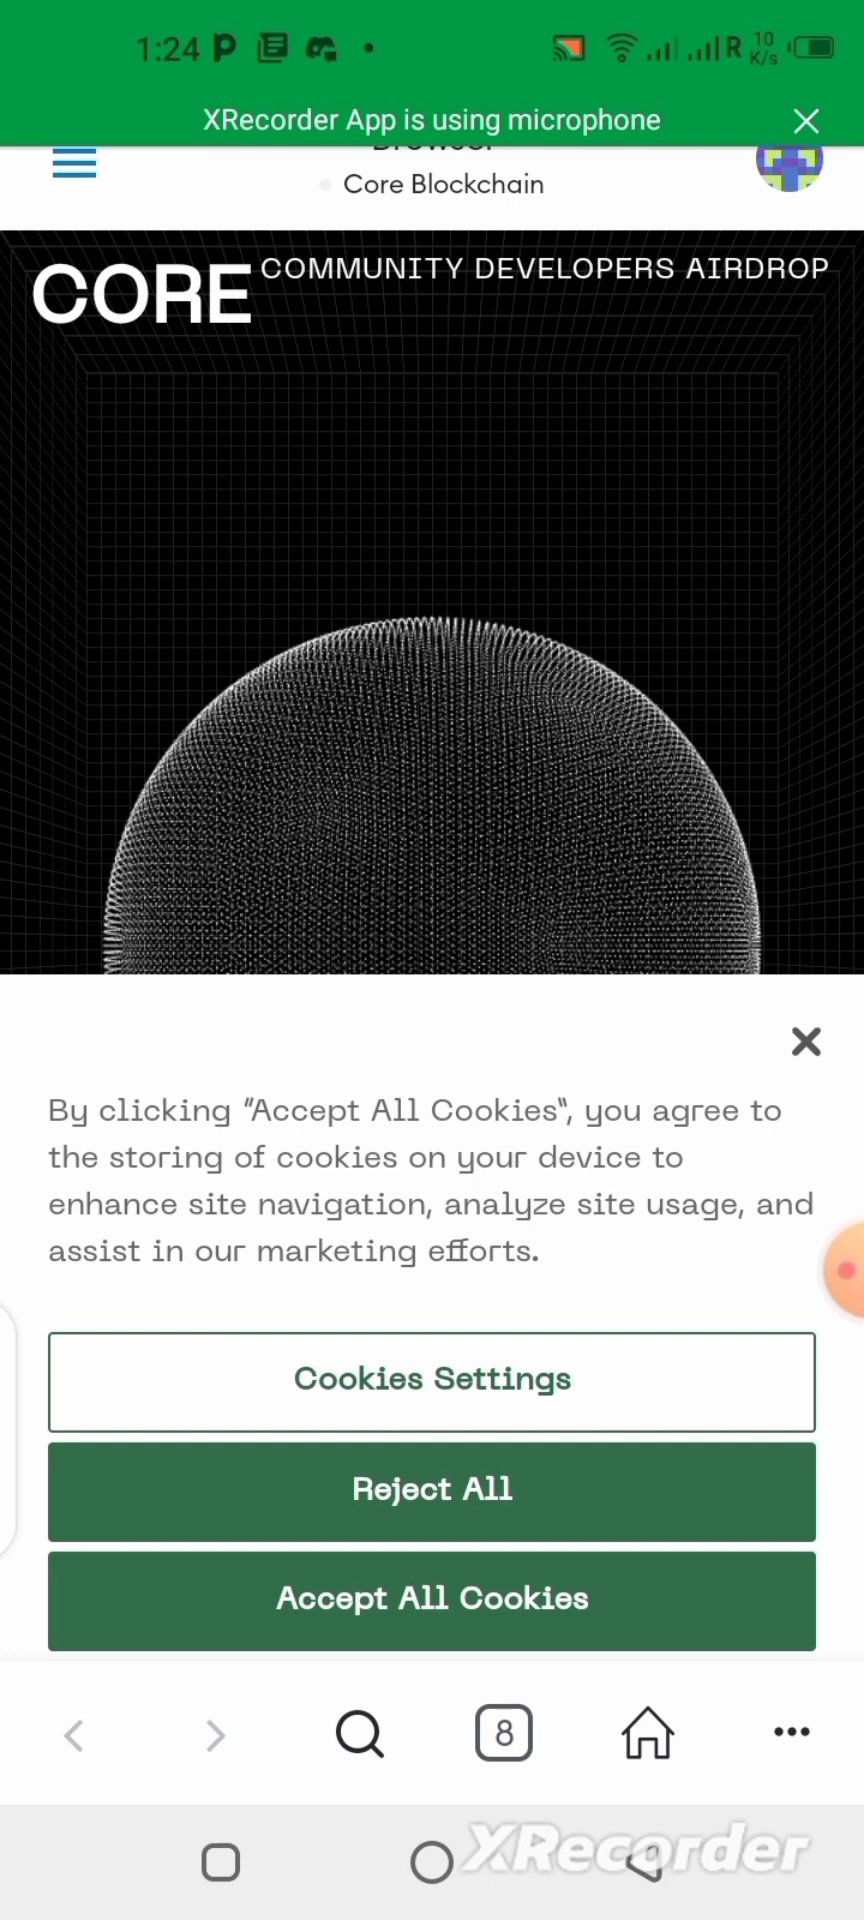 1:24
R 10 K/s
XRecorder App is using microphone
Browser
Core Blockchain
CORE COMMUNITY DEVELOPERS AIRDROP
By clicking “Accept All Cookies”, you agree to
the storing of cookies on your device to
enhance site navigation, analyze site usage, and
assist in our marketing efforts.
Cookies Settings
Reject All
Accept All Cookies
8
XRecorder